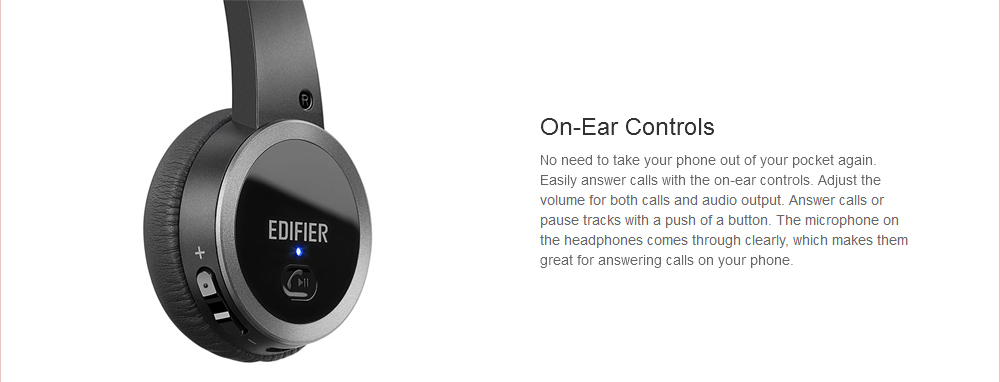 R
EDIFIER
+
-
On-Ear Controls
No need to take your phone out of your pocket again.
Easily answer calls with the on-ear controls. Adjust the
volume for both calls and audio output. Answer calls or
pause tracks with a push of a button. The microphone on
the headphones comes through clearly, which makes them
great for answering calls on your phone.